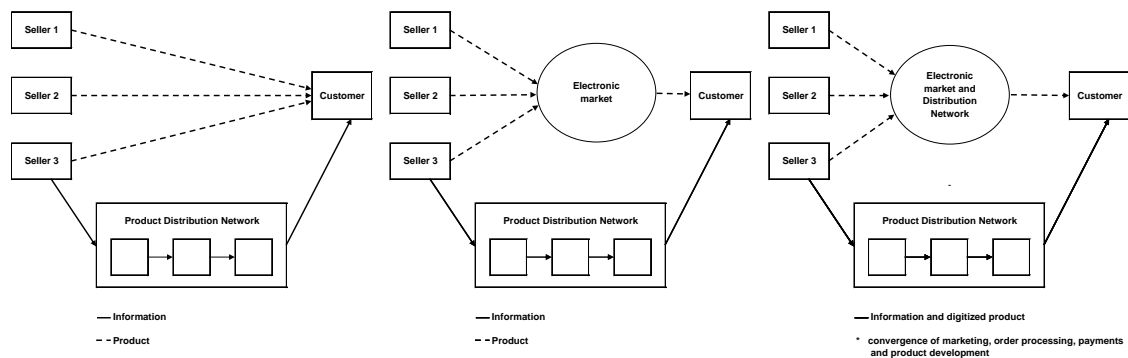 Seller 1
Seller 2
Seller 3
Customer
Product Distribution Network
Information
Product
Seller 1
Seller 2
Seller 3
Electronic
market
Customer
Product Distribution Network
Information
Product
Seller 1
Seller 2
Seller 3
Electronic
market and
Distribution
Network
Customer
Product Distribution Network
Information and digitized product
* convergence of marketing, order processing, payments
and product development